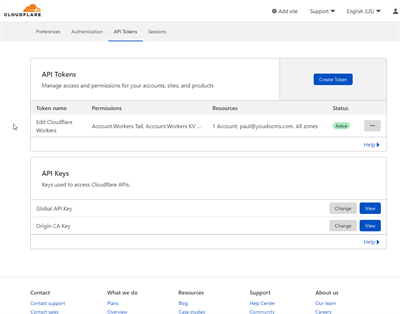 CLOUDFLARE
Add site
Support
English (US)
Preferences
Authentication
API Tokens
Sessions
API Tokens
Manage access and permissions for your accounts, sites, and products
Create Token
Token name Permissions Resources Status
Edit Cloudflare Workers Account.Workers Tail, Account.Workers KV ... 1 Account, paul@youdocms.com, All zones Active ...
Help
API Keys
Keys used to access Cloudflare APIs.
Global API Key Change View
Origin CA Key Change View
Help
Contact What we do Resources Support About us
Contact support Plans Blog Help Center Our team
Contact sales Overview Case studies Community Careers